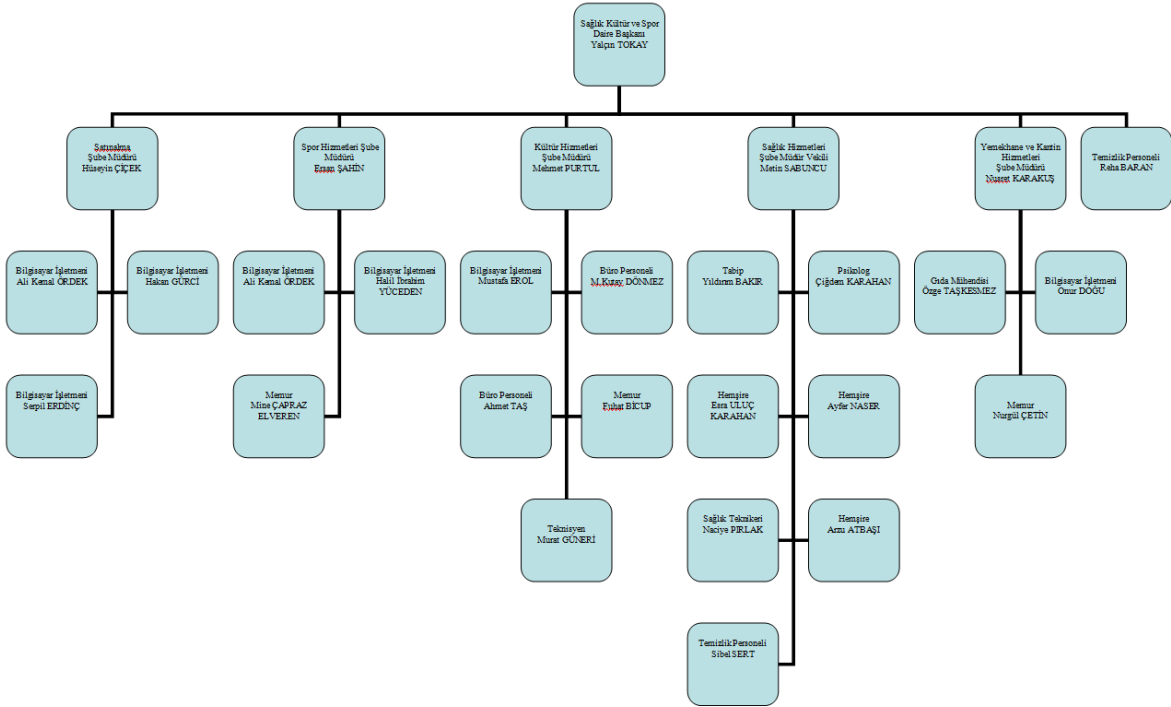 Sağlık Kültür ve Spor
Daire Başkanı
Yalçın TOKAY
Satınalma
Şube Müdürü
Hüseyin ÇİÇEK
Spor Hizmetleri Şube
Müdürü
Ersan ŞAHİN
Kültür Hizmetleri
Şube Müdürü
Mehmet PURTUL
Sağlık Hizmetleri
Şube Müdür Vekili
Metin SABUNCU
Yemekhane ve Kantin
Hizmetleri
Şube Müdürü
Nusrat KARAKUŞ
Temizlik Personeli
Reha BARAN
Bilgisayar İşletmeni
Ali Kemal ÖRDEK
Bilgisayar İşletmeni
Hakan GÜRCİ
Bilgisayar İşletmeni
Ali Kemal ÖRDEK
Bilgisayar İşletmeni
Halil İbrahim
YÜCEDEN
Bilgisayar İşletmeni
Mustafa EROL
Büro Personeli
M.Kutay DÖNMEZ
Tabip
Yıldırım BAKIR
Psikolog
Çiğdem KARAHAN
Gıda Mühendisi
Özge TAŞKESMEZ
Bilgisayar İşletmeni
Onur DOĞU
Bilgisayar İşletmeni
Serpil ERDİNÇ
Memur
Mine ÇAPRAZ
ELVEREN
Büro Personeli
Ahmet TAŞ
Memur
BİCUP
Hemşire
Esra ULUÇ
KARAHAN
Hemşire
Ayfer NASER
Memur
Nurgül ÇETİN
Teknisyen
Murat GÜNERİ
Sağlık Teknikeri
Naciye PIRLAK
Hemşire
Arzu ATBAŞI
Temizlik Personeli
Sibel SERT